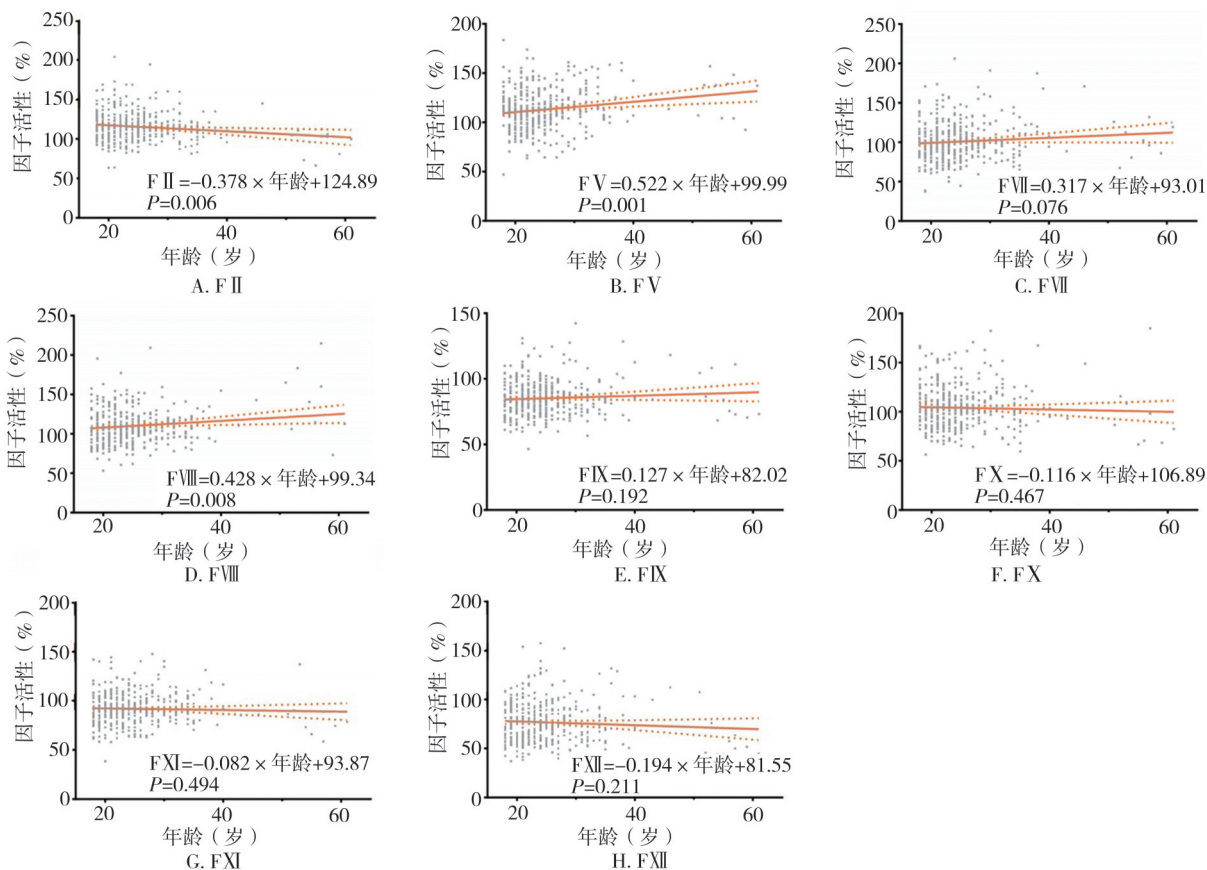 因子活性（%）
250
200
150
100
50
0
FⅡ=-0.378×年龄+124.89
P=0.006
20
40
60
年龄（岁）
A. FⅡ
因子活性（%）
200
150
100
50
0
FⅤ=0.522×年龄+99.99
P=0.001
20
40
60
年龄（岁）
B. FⅤ
因子活性（%）
250
200
150
100
50
0
FⅦ=0.317×年龄+93.01
P=0.076
20
40
60
年龄（岁）
C. FⅦ
因子活性（%）
250
200
150
100
50
0
FⅧ=0.428×年龄+99.34
P=0.008
20
40
60
年龄（岁）
D. FⅧ
因子活性（%）
150
100
50
0
FⅨ=0.127×年龄+82.02
P=0.192
20
40
60
年龄（岁）
E. FⅨ
因子活性（%）
200
150
100
50
0
FⅩ=-0.116×年龄+106.89
P=0.467
20
40
60
年龄（岁）
F. FⅩ
因子活性（%）
200
150
100
50
0
FⅪ=-0.082×年龄+93.87
P=0.494
20
40
60
年龄（岁）
G. FⅪ
因子活性（%）
200
150
100
50
0
FⅫ=-0.194×年龄+81.55
P=0.211
20
40
60
年龄（岁）
H. FⅫ